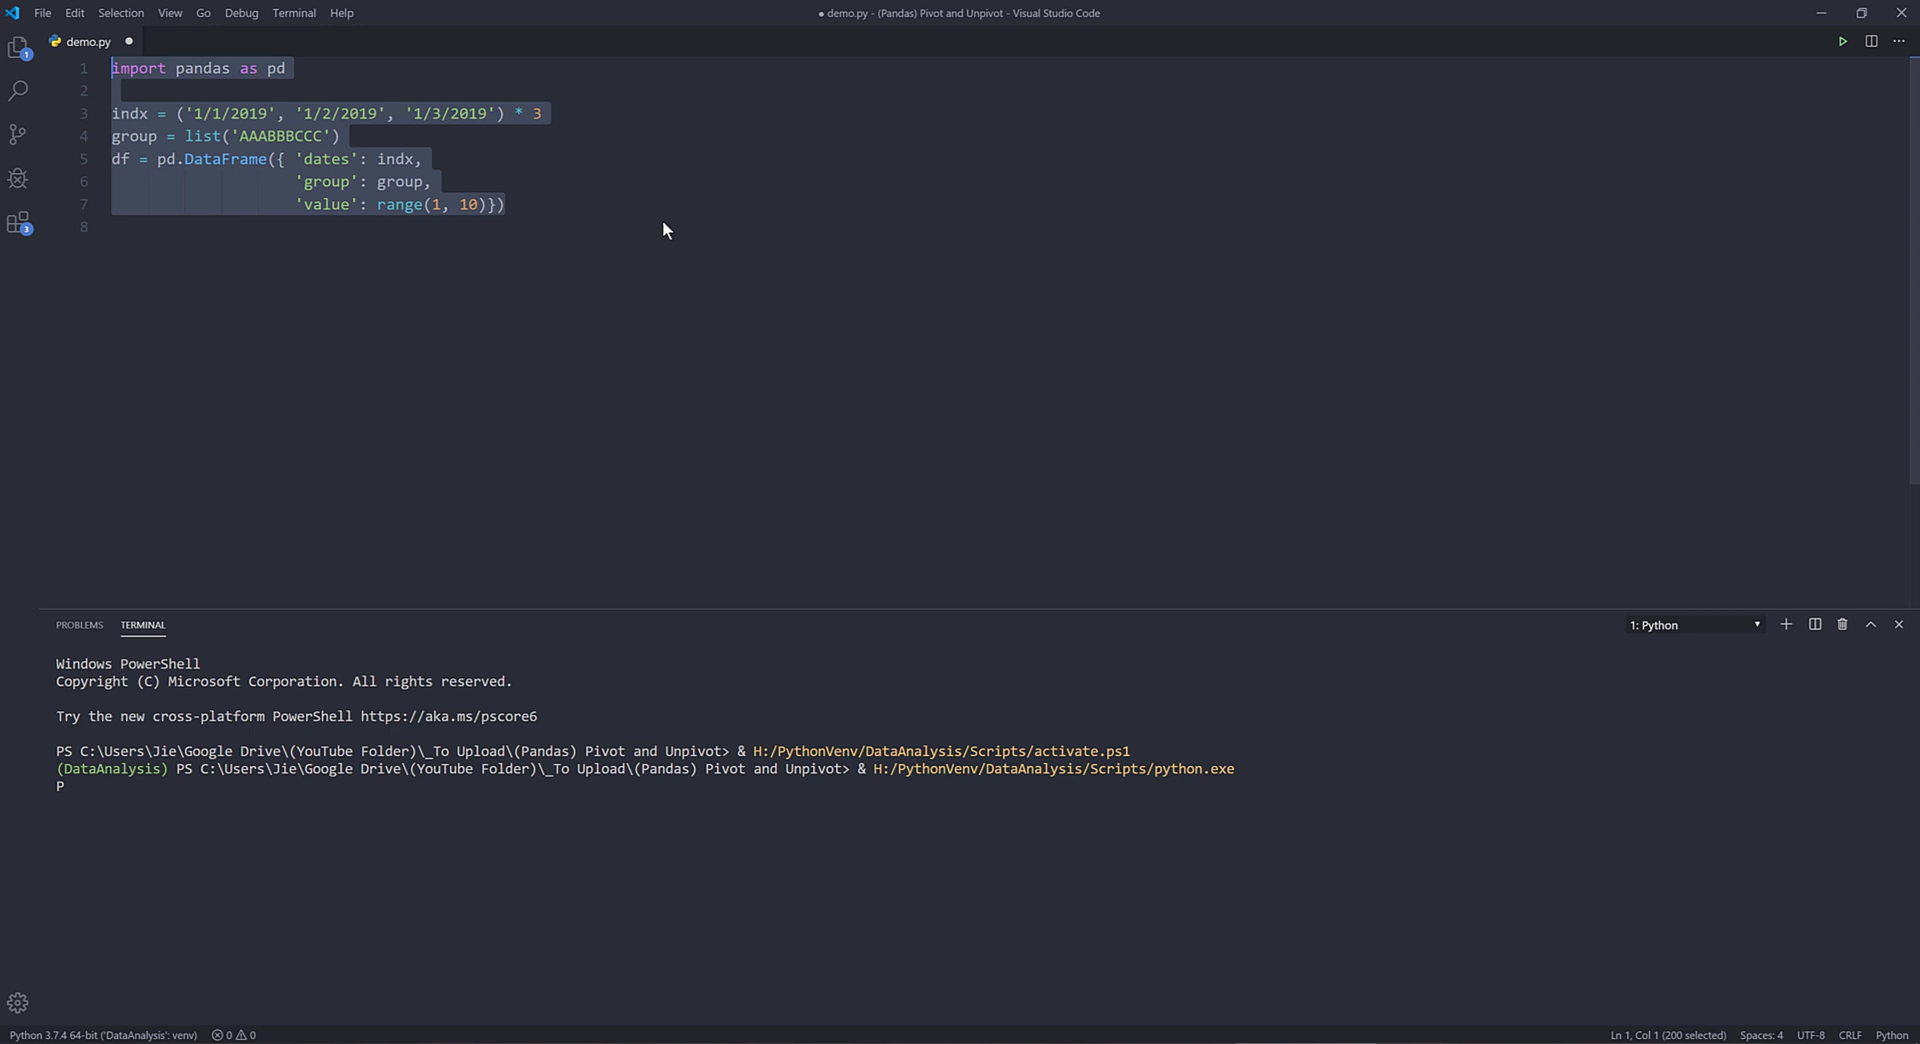 File Edit Selection View Go Debug Terminal Help
● demo.py - (Pandas) Pivot and Unpivot - Visual Studio Code
demo.py ●
1 import pandas as pd
2
3 indx = ('1/1/2019', '1/2/2019', '1/3/2019') * 3
4 group = list('AAABBBCCC')
5 df = pd.DataFrame({ 'dates': indx,
6 'group': group,
7 'value': range(1, 10)})
8
1
3
PROBLEMS TERMINAL
1: Python
Windows PowerShell
Copyright (C) Microsoft Corporation. All rights reserved.
Try the new cross-platform PowerShell https://aka.ms/pscore6
PS C:\Users\Jie\Google Drive\(YouTube Folder)\_To Upload\(Pandas) Pivot and Unpivot> & H:/PythonVenv/DataAnalysis/Scripts/activate.ps1
(DataAnalysis) PS C:\Users\Jie\Google Drive\(YouTube Folder)\_To Upload\(Pandas) Pivot and Unpivot> & H:/PythonVenv/DataAnalysis/Scripts/python.exe
P
Python 3.7.4 64-bit ('DataAnalysis': venv) 0 0
Ln 1, Col 1 (200 selected) Spaces: 4 UTF-8 CRLF Python